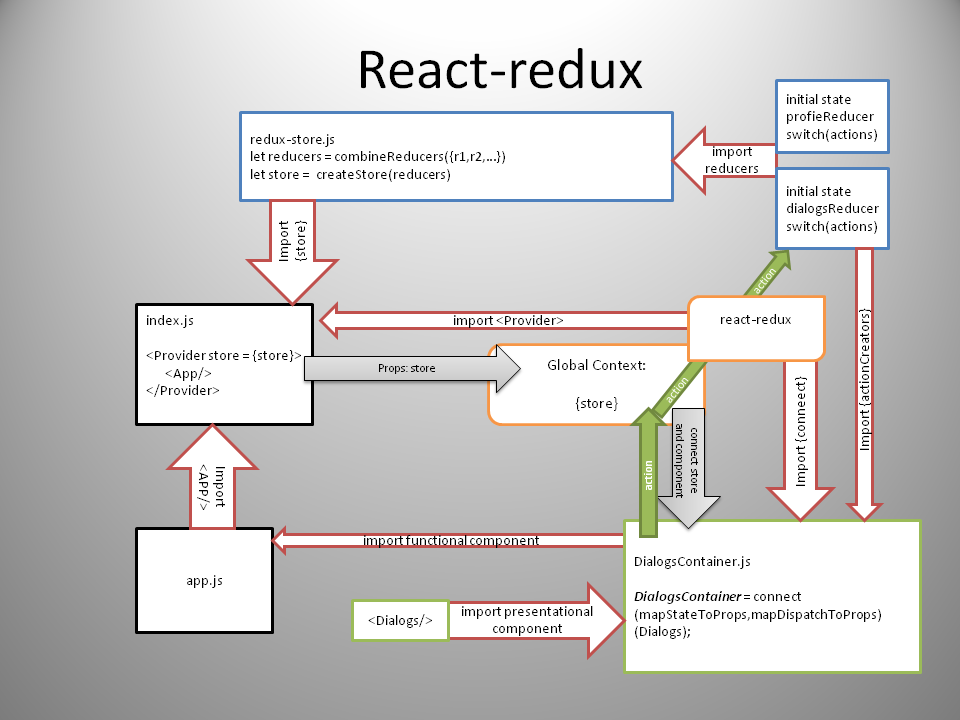 React-redux
initial state
profieReducer
switch(actions)
redux-store.js
let reducers = combineReducers({r1,r2,...})
let store = createStore(reducers)
import
reducers
initial state
dialogsReducer
switch(actions)
Import
{store}
action
index.js
<Provider store = {store}>
<App/>
</Provider>
import <Provider>
react-redux
Props: store
Global Context:
{store}
action
Import {actionCreators}
Import {conneect}
connect store
and component
action
Import
<APP/>
import functional component
app.js
DialogsContainer.js
DialogsContainer = connect
(mapStateToProps,mapDispatchToProps)
(Dialogs);
<Dialogs/>
import presentational
component